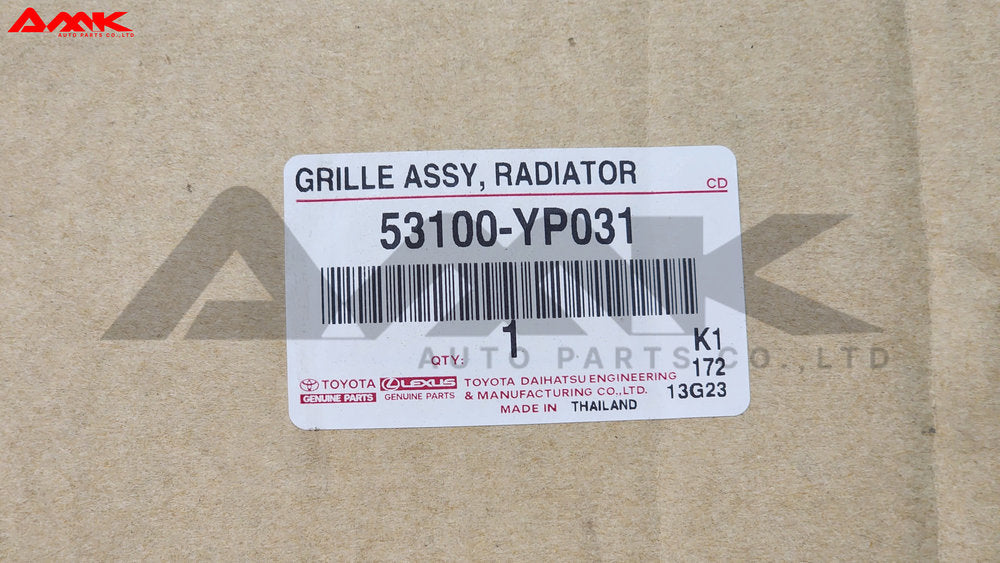 AMK
AUTO PARTS CO.,LTD
GRILLE ASSY, RADIATOR
CD
53100-YP031
1
QTY:
K1
172
13G23
TOYOTA
GENUINE PARTS
LEXUS
GENUINE PARTS
TOYOTA DAIHATSU ENGINEERING
& MANUFACTURING CO.,LTD.
MADE IN THAILAND
AMK
AUTO PARTS CO.,LTD